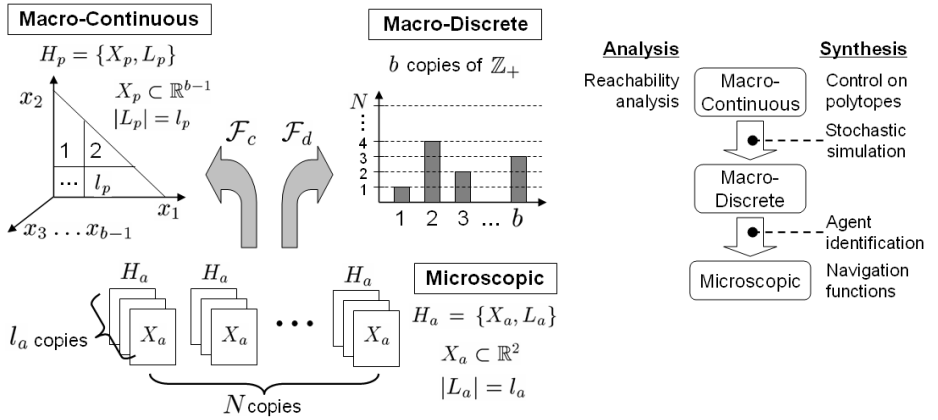 Macro-Continuous
H_p = {X_p, L_p}
X_p ⊂ ℝ^{b−1}
|L_p| = l_p
x_2
1 2
... l_p
x_1
x_3 ... x_{b−1}
F_c F_d
Macro-Discrete
b copies of ℤ_+
N
⋮
4
3
2
1
1 2 3 ... b
H_a H_a H_a
l_a copies
X_a X_a • • • X_a
N copies
Microscopic
H_a = {X_a, L_a}
X_a ⊂ ℝ^2
|L_a| = l_a
Analysis
Reachability
analysis
Macro-
Continuous
Macro-
Discrete
Microscopic
Synthesis
Control on
polytopes
Stochastic
simulation
Agent
identification
Navigation
functions